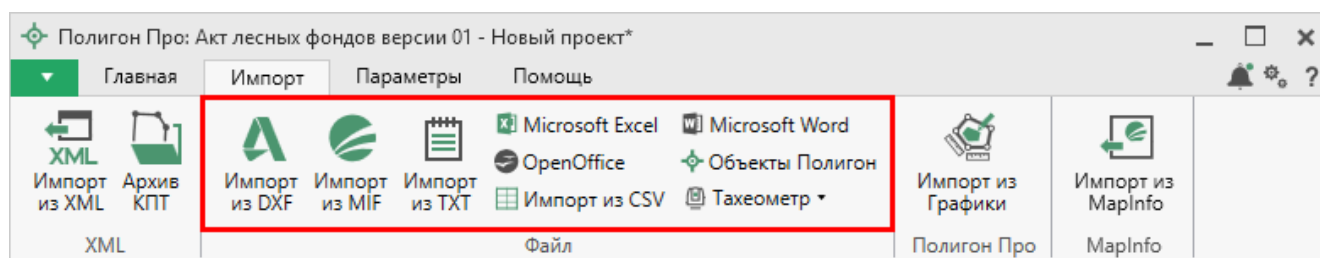 Полигон Про: Акт лесных фондов версии 01 - Новый проект*
Главная Импорт Параметры Помощь
?
XML
Импорт из XML
Архив КПТ
Импорт из DXF
Импорт из MIF
Импорт из TXT
Microsoft Excel
OpenOffice
Импорт из CSV
Microsoft Word
Объекты Полигон
Тахеометр
Импорт из Графики
Импорт из MapInfo
XML Файл Полигон Про MapInfo